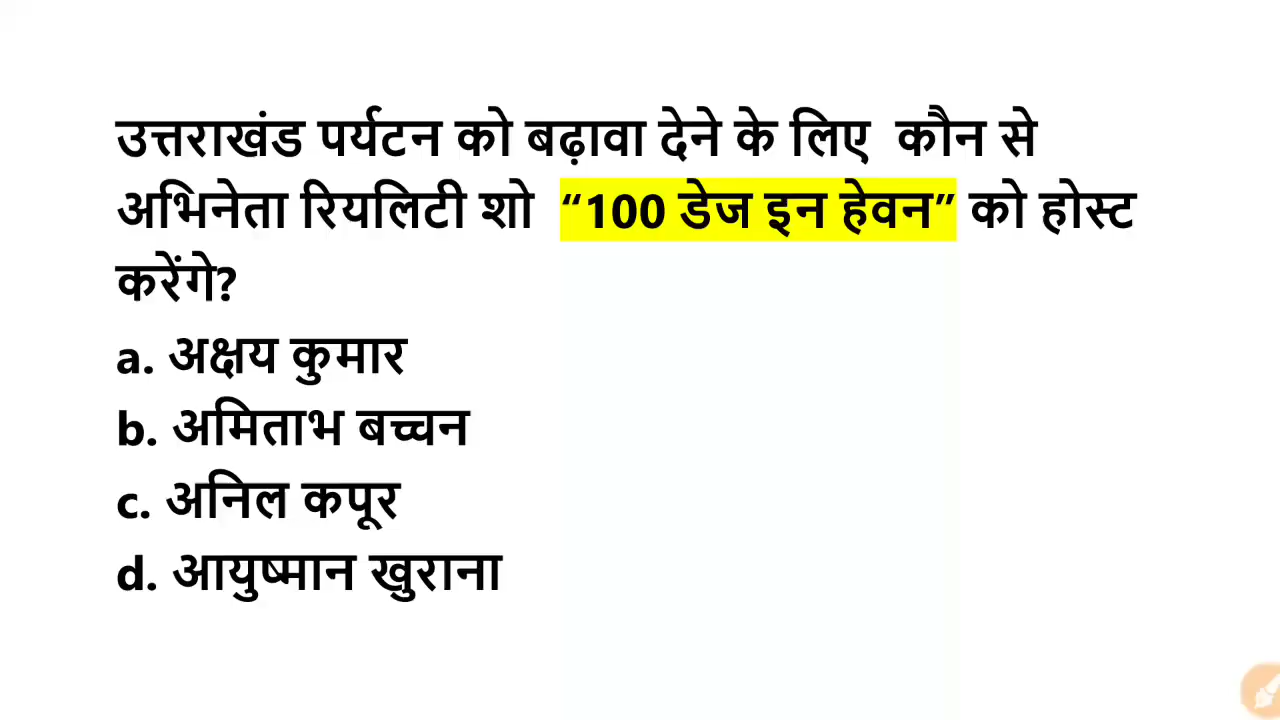 उत्तराखंड पर्यटन को बढ़ावा देने के लिए कौन से
अभिनेता रियलिटी शो “100 डेज इन हेवन” को होस्ट
करेंगे?
a. अक्षय कुमार
b. अमिताभ बच्चन
c. अनिल कपूर
d. आयुष्मान खुराना